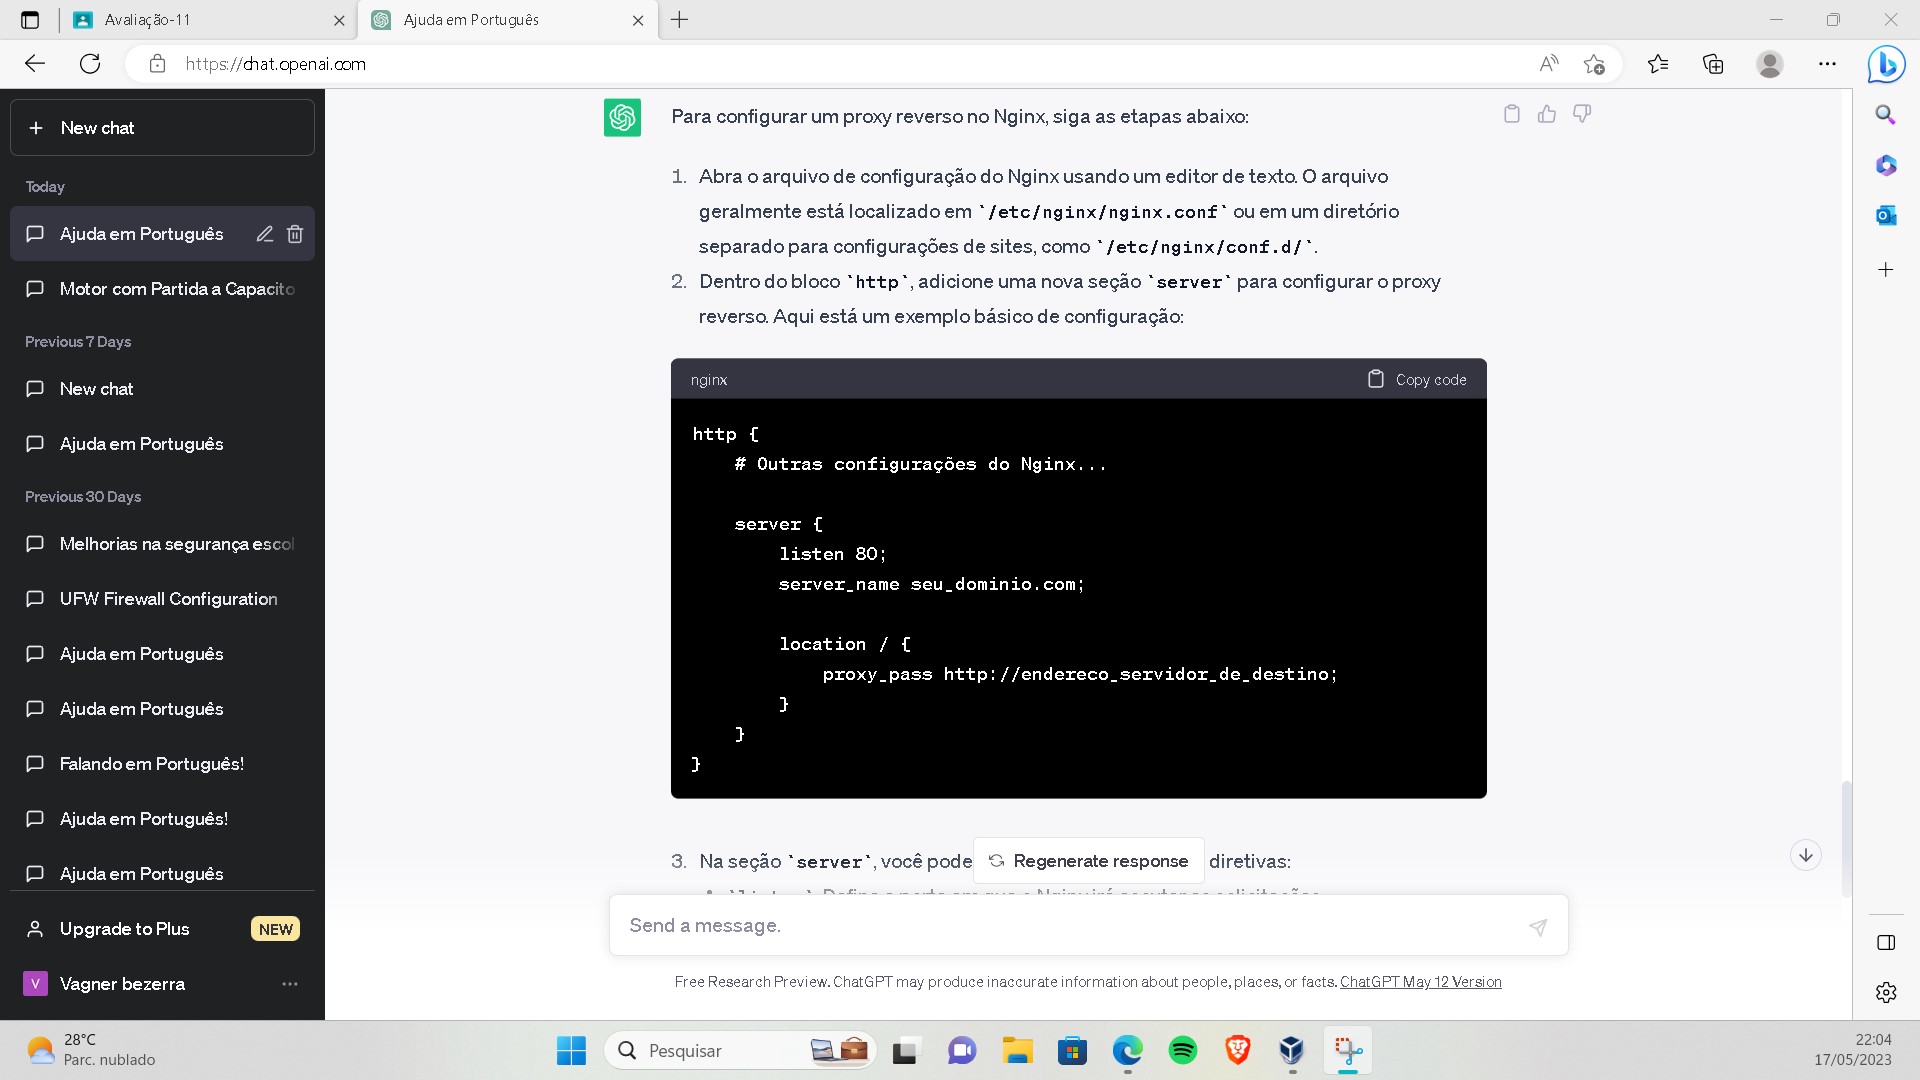 Avaliação-11
Ajuda em Português
https://chat.openai.com
New chat
Today
Ajuda em Português
Motor com Partida a Capacito
Previous 7 Days
New chat
Ajuda em Português
Previous 30 Days
Melhorias na segurança escol
UFW Firewall Configuration
Ajuda em Português
Ajuda em Português
Falando em Português!
Ajuda em Português!
Ajuda em Português
Upgrade to Plus NEW
V Vagner bezerra
Para configurar um proxy reverso no Nginx, siga as etapas abaixo:
1. Abra o arquivo de configuração do Nginx usando um editor de texto. O arquivo
geralmente está localizado em `/etc/nginx/nginx.conf` ou em um diretório
separado para configurações de sites, como `/etc/nginx/conf.d/`.
2. Dentro do bloco `http`, adicione uma nova seção `server` para configurar o proxy
reverso. Aqui está um exemplo básico de configuração:
nginx Copy code
http {
# Outras configurações do Nginx...
server {
listen 80;
server_name seu_dominio.com;
location / {
proxy_pass http://endereco_servidor_de_destino;
}
}
}
3. Na seção `server`, você pode diretivas:
Regenerate response
Send a message.
Free Research Preview. ChatGPT may produce inaccurate information about people, places, or facts. ChatGPT May 12 Version
28°C
Parc. nublado
Pesquisar
22:04
17/05/2023